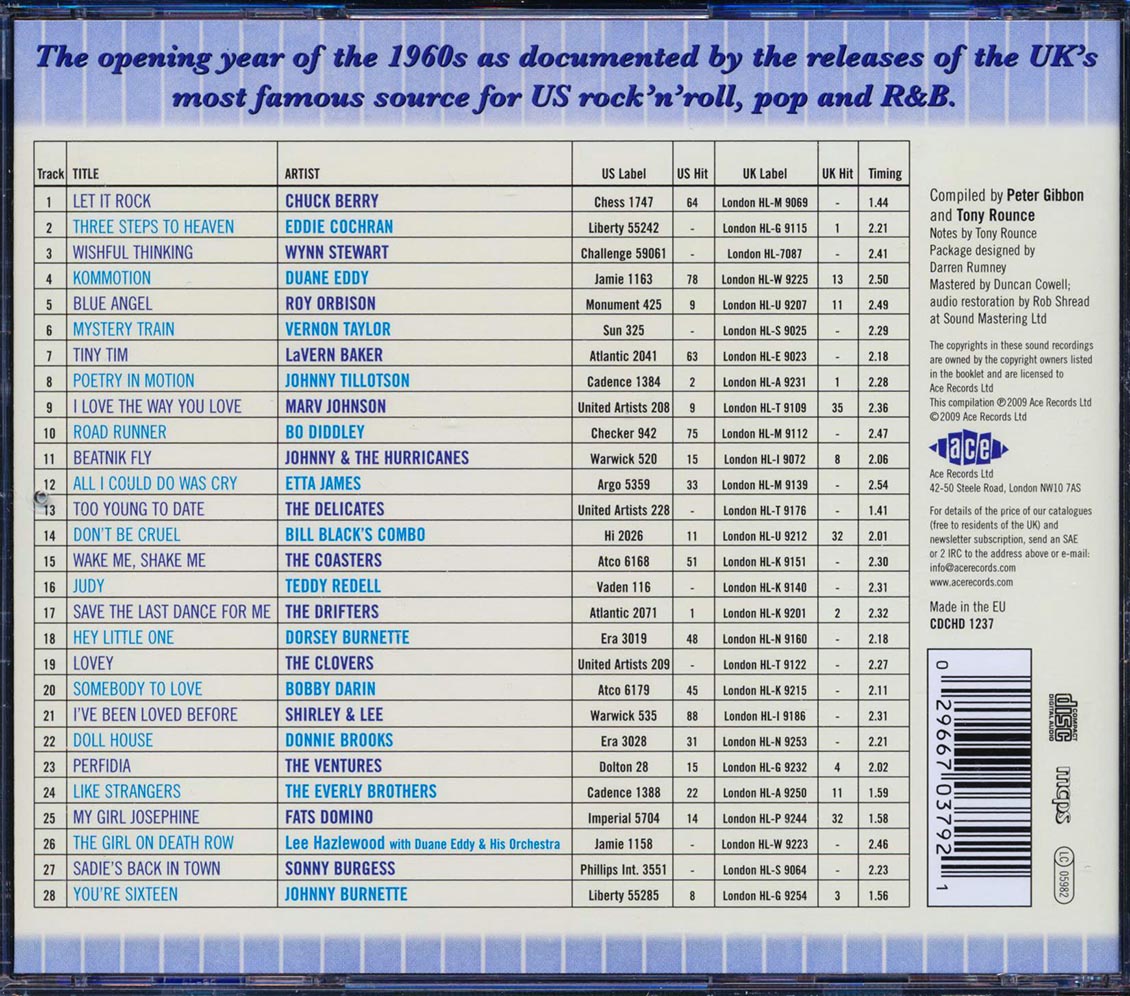 The opening year of the 1960s as documented by the releases of the UK's
most famous source for US rock'n'roll, pop and R&B.
Track TITLE ARTIST US Label US Hit UK Label UK Hit Timing
1 LET IT ROCK CHUCK BERRY Chess 1747 64 London HL-M 9069 - 1.44
2 THREE STEPS TO HEAVEN EDDIE COCHRAN Liberty 55242 - London HL-G 9115 1 2.21
3 WISHFUL THINKING WYNN STEWART Challenge 59061 - London HL-7087 - 2.41
4 KOMMOTION DUANE EDDY Jamie 1163 78 London HL-W 9225 13 2.50
5 BLUE ANGEL ROY ORBISON Monument 425 9 London HL-U 9207 11 2.49
6 MYSTERY TRAIN VERNON TAYLOR Sun 325 - London HL-S 9025 - 2.29
7 TINY TIM LaVERN BAKER Atlantic 2041 63 London HL-E 9023 - 2.18
8 POETRY IN MOTION JOHNNY TILLOTSON Cadence 1384 2 London HL-A 9231 1 2.28
9 I LOVE THE WAY YOU LOVE MARV JOHNSON United Artists 208 9 London HL-T 9109 35 2.36
10 ROAD RUNNER BO DIDDLEY Checker 942 75 London HL-M 9112 - 2.47
11 BEATNIK FLY JOHNNY & THE HURRICANES Warwick 520 15 London HL-I 9072 8 2.06
12 ALL I COULD DO WAS CRY ETTA JAMES Argo 5359 33 London HL-M 9139 - 2.54
13 TOO YOUNG TO DATE THE DELICATES United Artists 228 - London HL-T 9176 - 1.41
14 DON'T BE CRUEL BILL BLACK'S COMBO Hi 2026 11 London HL-U 9212 32 2.01
15 WAKE ME, SHAKE ME THE COASTERS Atco 6168 51 London HL-K 9151 - 2.30
16 JUDY TEDDY REDELL Vaden 116 - London HL-K 9140 - 2.31
17 SAVE THE LAST DANCE FOR ME THE DRIFTERS Atlantic 2071 1 London HL-K 9201 2 2.32
18 HEY LITTLE ONE DORSEY BURNETTE Era 3019 48 London HL-N 9160 - 2.18
19 LOVEY THE CLOVERS United Artists 209 - London HL-T 9122 - 2.27
20 SOMEBODY TO LOVE BOBBY DARIN Atco 6179 45 London HL-K 9215 - 2.11
21 I'VE BEEN LOVED BEFORE SHIRLEY & LEE Warwick 535 88 London HL-I 9186 - 2.31
22 DOLL HOUSE DONNIE BROOKS Era 3028 31 London HL-N 9253 - 2.21
23 PERFIDIA THE VENTURES Dolton 28 15 London HL-G 9232 4 2.02
24 LIKE STRANGERS THE EVERLY BROTHERS Cadence 1388 22 London HL-A 9250 11 1.59
25 MY GIRL JOSEPHINE FATS DOMINO Imperial 5704 14 London HL-P 9244 32 1.58
26 THE GIRL ON DEATH ROW Lee Hazlewood with Duane Eddy & His Orchestra Jamie 1158 - London HL-W 9223 - 2.46
27 SADIE'S BACK IN TOWN SONNY BURGESS Phillips Int. 3551 - London HL-S 9064 - 2.23
28 YOU'RE SIXTEEN JOHNNY BURNETTE Liberty 55285 8 London HL-G 9254 3 1.56
Compiled by Peter Gibbon
and Tony Rounce
Notes by Tony Rounce
Package designed by
Darren Rumney
Mastered by Duncan Cowell;
audio restoration by Rob Shread
at Sound Mastering Ltd
The copyrights in these sound recordings
are owned by the copyright owners listed
in the booklet and are licensed to
Ace Records Ltd
This compilation ℗2009 Ace Records Ltd
©2009 Ace Records Ltd
ace
Ace Records Ltd
42-50 Steele Road, London NW10 7AS
For details of the price of our catalogues
(free to residents of the UK) and
newsletter subscription, send an SAE
or 2 IRC to the address above or e-mail:
info@acerecords.com
www.acerecords.com
Made in the EU
CDCHD 1237
0 29667 03792 1
COMPACT
disc
DIGITAL AUDIO
mcps
LC 05982